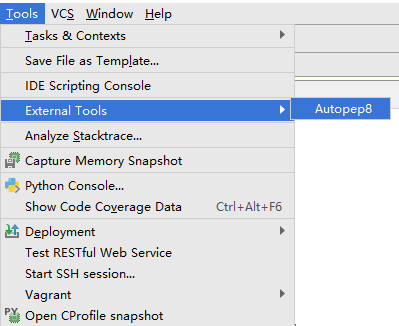 Tools VCS Window Help
Tasks & Contexts
Save File as Template...
IDE Scripting Console
External Tools Autopep8
Analyze Stacktrace...
Capture Memory Snapshot
Python Console...
Show Code Coverage Data Ctrl+Alt+F6
Deployment
Test RESTful Web Service
Start SSH session...
Vagrant
PY Open CProfile snapshot